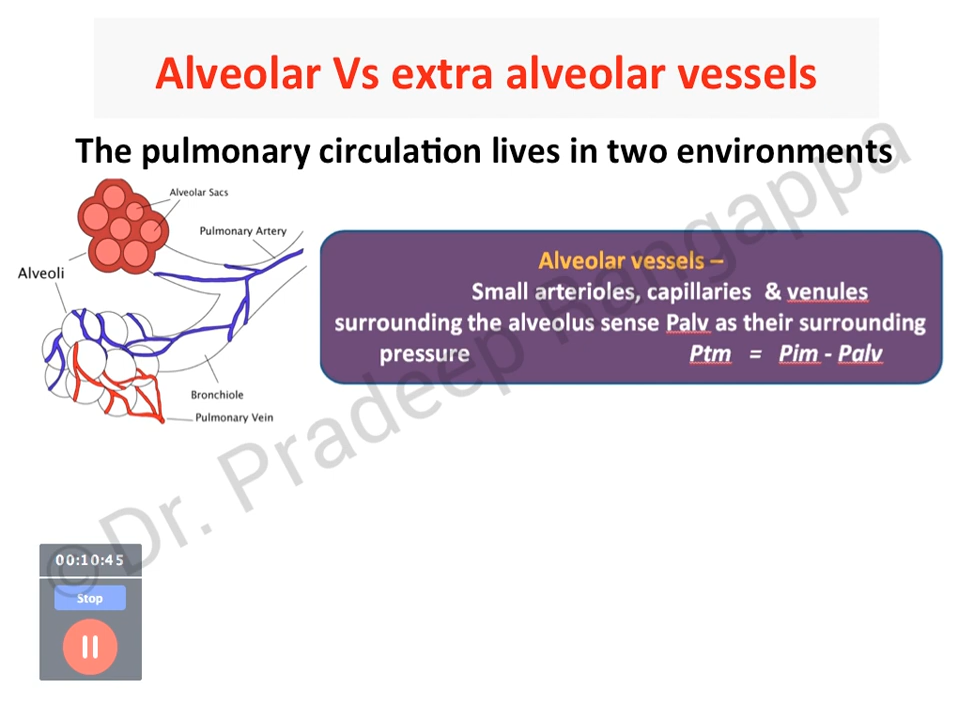 Alveolar Vs extra alveolar vessels
The pulmonary circulation lives in two environments
Alveolar Sacs
Pulmonary Artery
Alveoli
Bronchiole
Pulmonary Vein
Alveolar vessels –
Small arterioles, capillaries & venules
surrounding the alveolus sense Palv as their surrounding
pressure Ptm = Pim - Palv
© Dr. Pradeep Rangappa
00:10:45
Stop